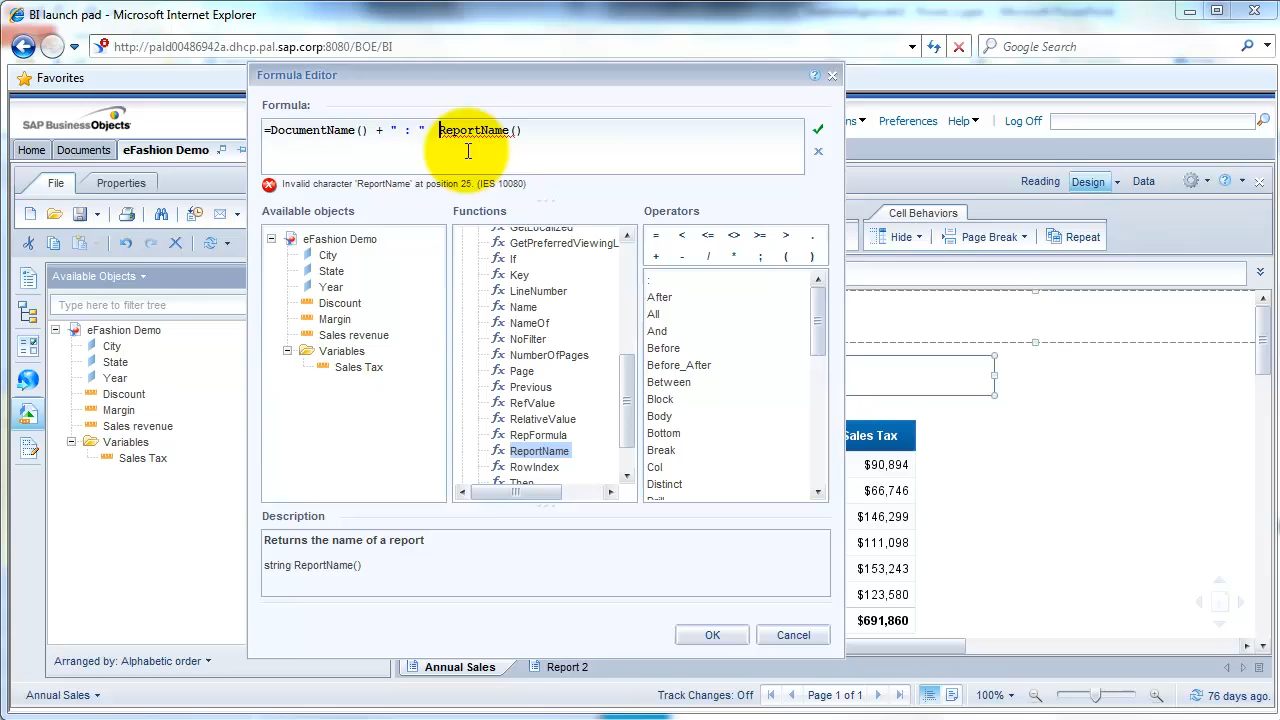 BI launch pad - Microsoft Internet Explorer
http://pald00486942a.dhcp.pal.sap.corp:8080/BOE/BI
Google Search
Favorites
SAP BusinessObjects
Preferences Help Log Off
Home Documents eFashion Demo
File Properties
Reading Design Data
Cell Behaviors
Hide Page Break Repeat
Available Objects
Type here to filter tree
eFashion Demo
City
State
Year
Discount
Margin
Sales revenue
Variables
Sales Tax
Arranged by: Alphabetic order
Formula Editor
Formula:
=DocumentName() + " : " ReportName()
Invalid character 'ReportName' at position 25. (IES 10080)
Available objects
eFashion Demo
City
State
Year
Discount
Margin
Sales revenue
Variables
Sales Tax
Functions
GetLocalized
GetPreferredViewingL
If
Key
LineNumber
Name
NameOf
NoFilter
NumberOfPages
Page
Previous
RefValue
RelativeValue
RepFormula
ReportName
RowIndex
Then
Operators
= < <= <> >= > .
+ - / * ; ( )
:
After
All
And
Before
Before_After
Between
Block
Body
Bottom
Break
Col
Distinct
Drill
Description
Returns the name of a report
string ReportName()
OK Cancel
Sales Tax
$90,894
$66,746
$146,299
$111,098
$153,243
$123,580
$691,860
Annual Sales Report 2
Annual Sales
Track Changes: Off
Page 1 of 1
100%
76 days ago.